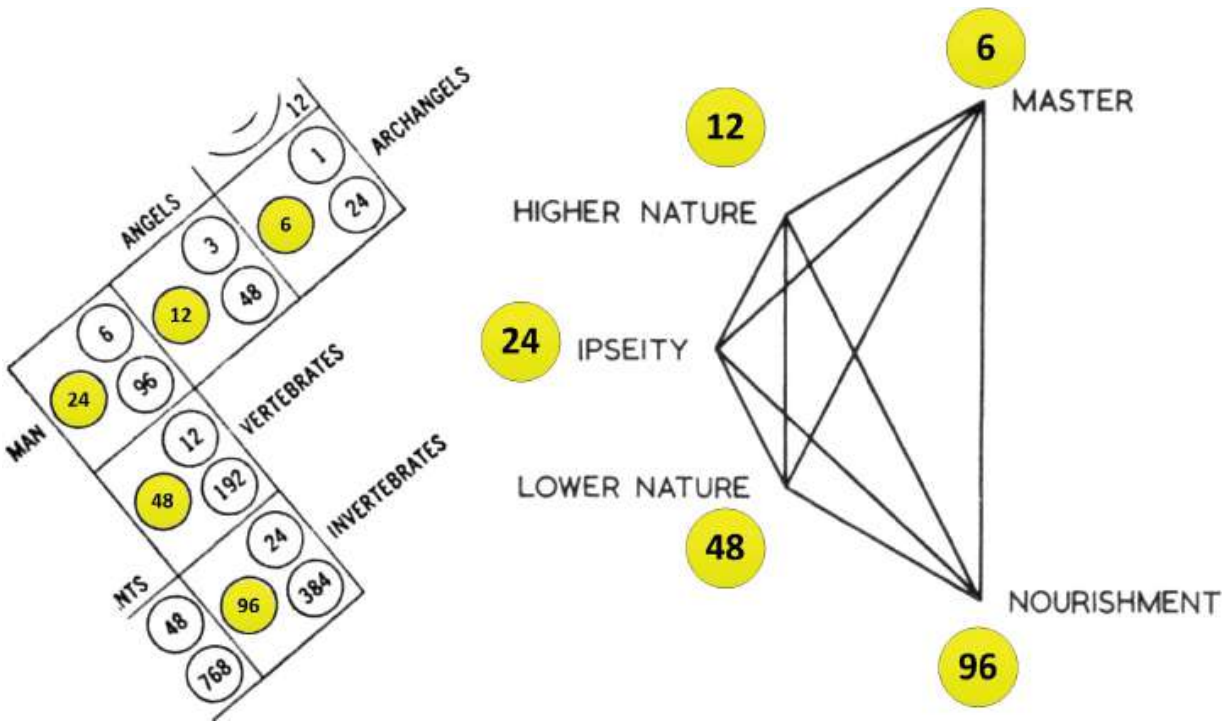 12
ARCHANGELS
1
6
24
ANGELS
3
12
48
MAN
6
24
96
VERTEBRATES
12
48
192
INVERTEBRATES
24
96
384
NTS
48
768
6
MASTER
12
HIGHER NATURE
24
IPSEITY
LOWER NATURE
48
NOURISHMENT
96